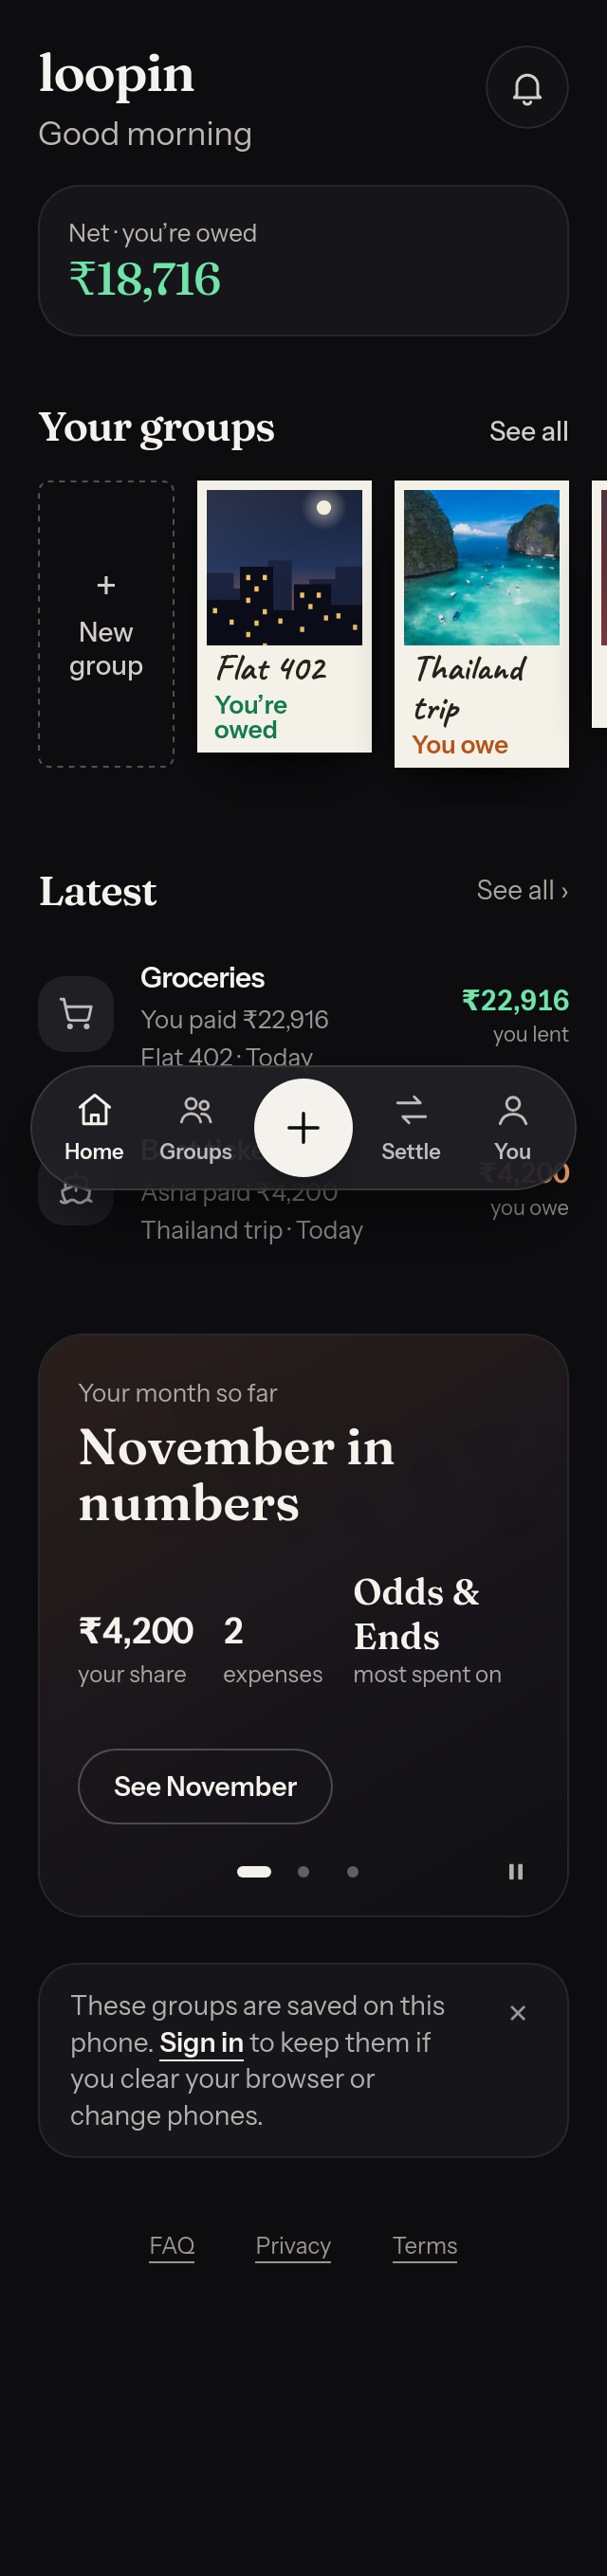 loopin
Good morning
Net · you’re owed
₹18,716
Your groups
See all
+
New
group
Flat 402
You’re
owed
Thailand
trip
You owe
Latest
See all ›
Groceries
You paid ₹22,916
Flat 402 · Today
₹22,916
you lent
Home
Groups
Settle
You
Asha paid ₹4,200
Thailand trip · Today
₹4,200
you owe
Your month so far
November in
numbers
₹4,200
your share
2
expenses
Odds &
Ends
most spent on
See November
These groups are saved on this
phone. Sign in to keep them if
you clear your browser or
change phones.
FAQ
Privacy
Terms